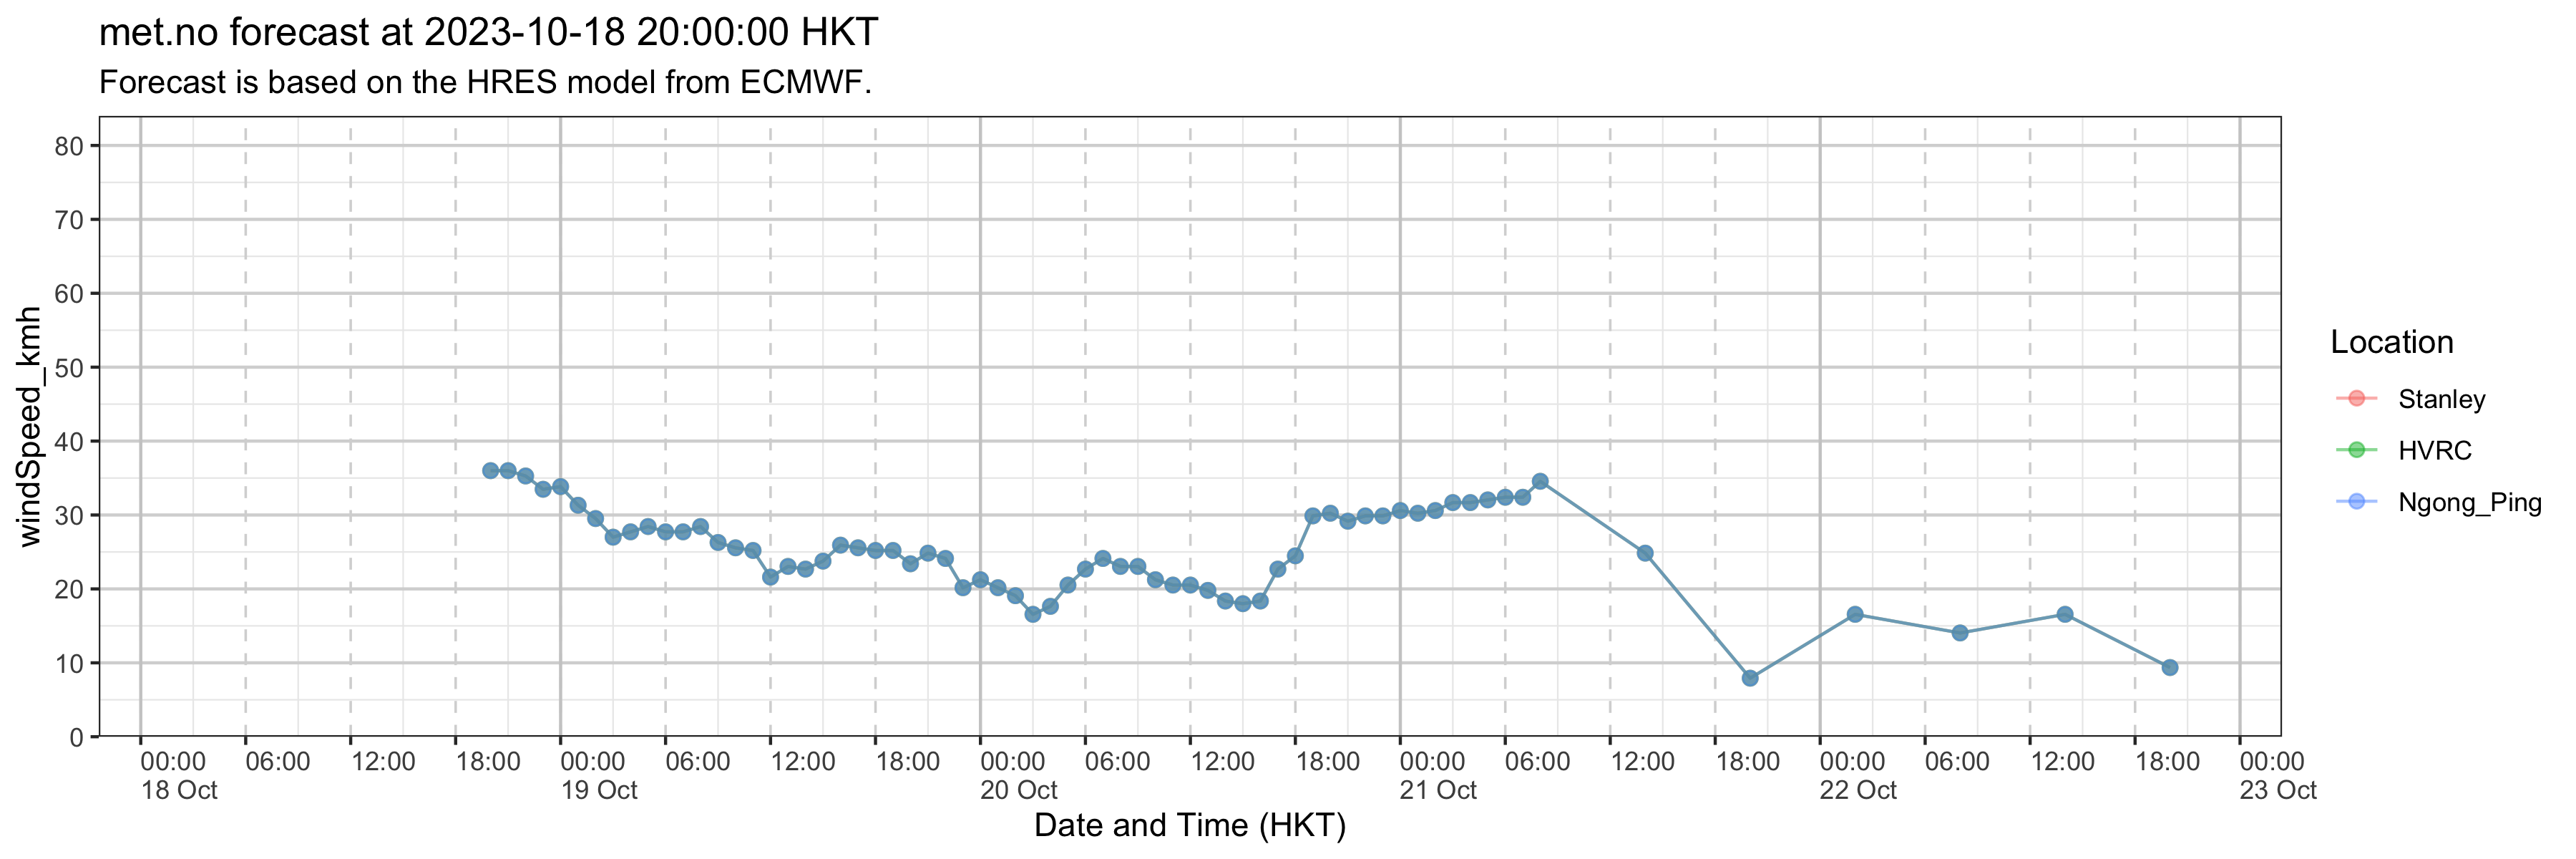 met.no forecast at 2023-10-18 20:00:00 HKT
Forecast is based on the HRES model from ECMWF.
windSpeed_kmh
80
70
60
50
40
30
20
10
0
00:00 06:00 12:00 18:00 00:00 06:00 12:00 18:00 00:00 06:00 12:00 18:00 00:00 06:00 12:00 18:00 00:00 06:00 12:00 18:00 00:00
18 Oct 19 Oct 20 Oct 21 Oct 22 Oct 23 Oct
Date and Time (HKT)
Location
Stanley
HVRC
Ngong_Ping